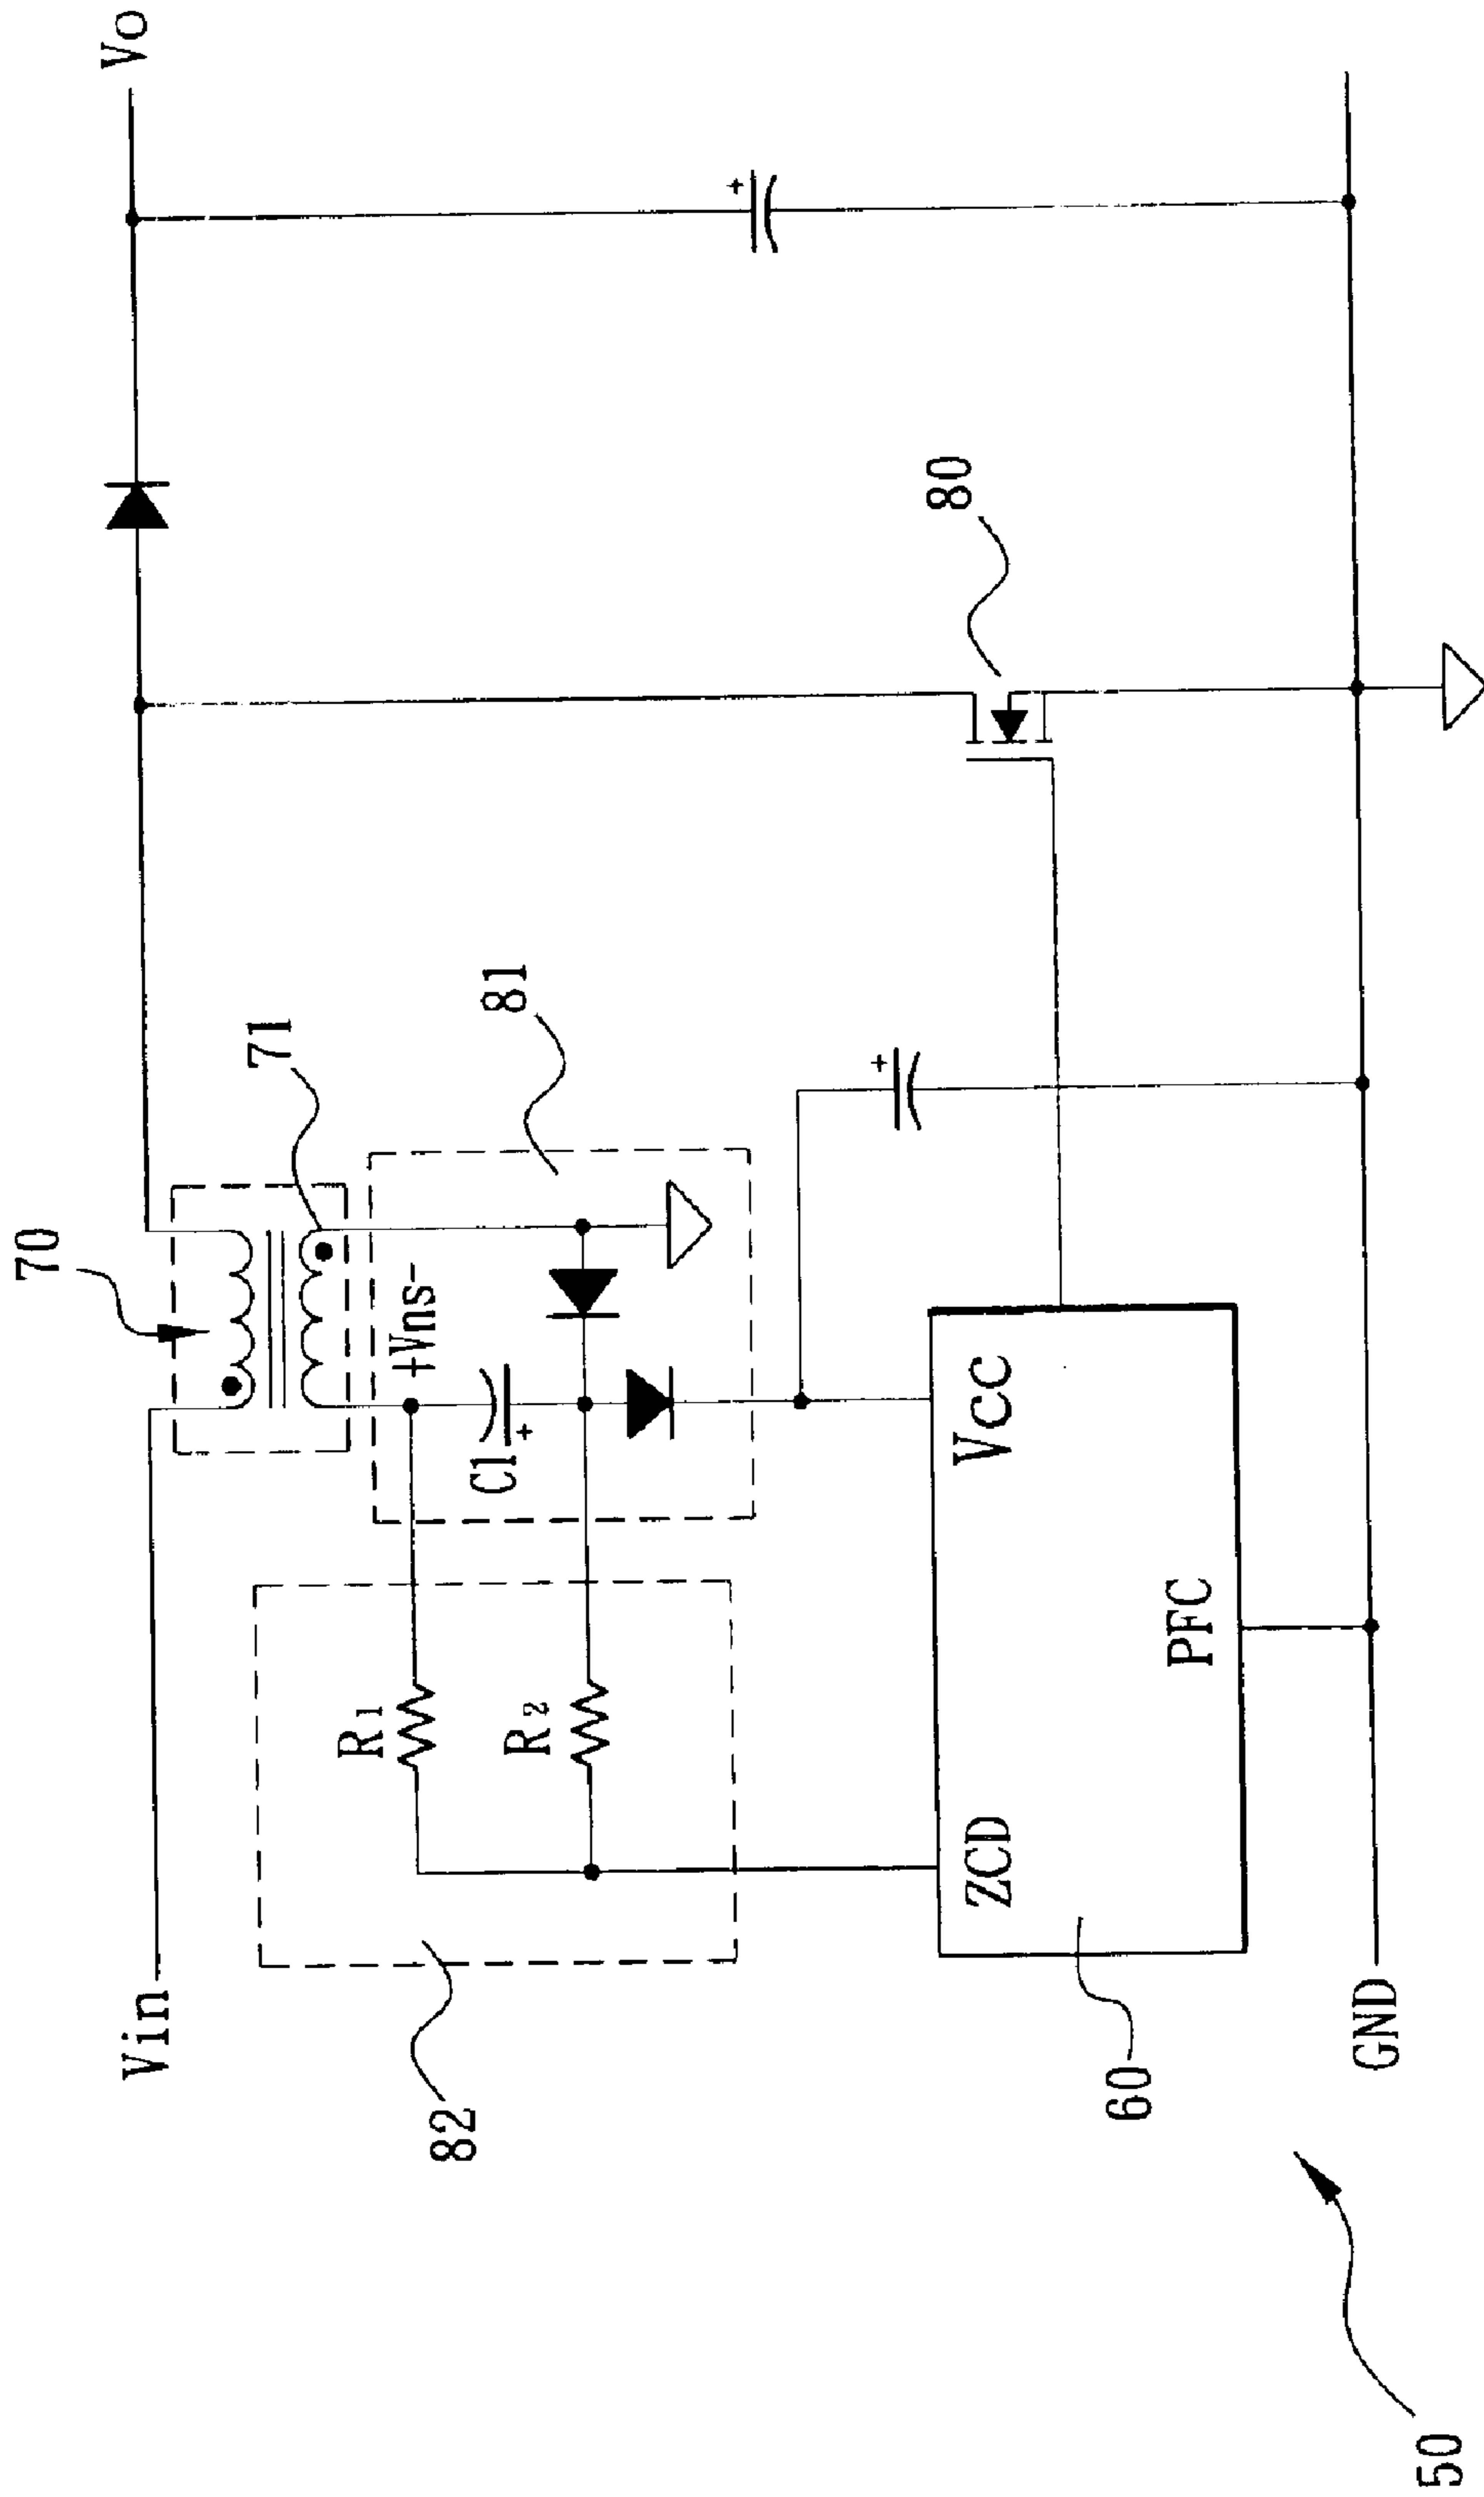 70
71
81
80
Vin
Vo
+Vns-
C1
+
R1
R2
82
+
+
ZCD
Vcc
PFC
60
GND
50